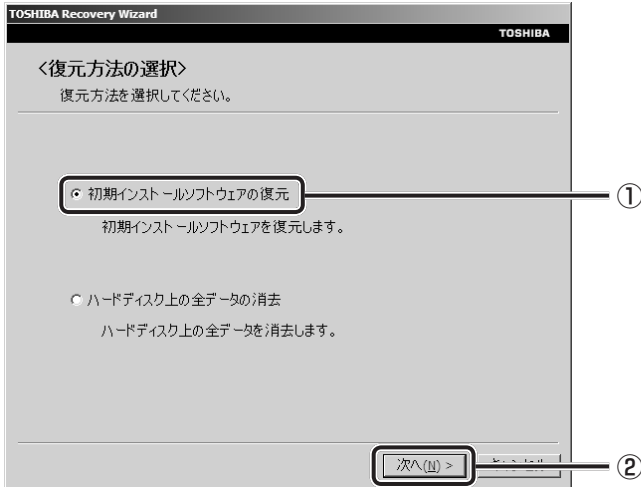 TOSHIBA Recovery Wizard
TOSHIBA
<復元方法の選択>
復元方法を選択してください。
初期インストールソフトウェアの復元
①
初期インストールソフトウェアを復元します。
ハードディスク上の全データの消去
ハードディスク上の全データを消去します。
次へ(N) >
②